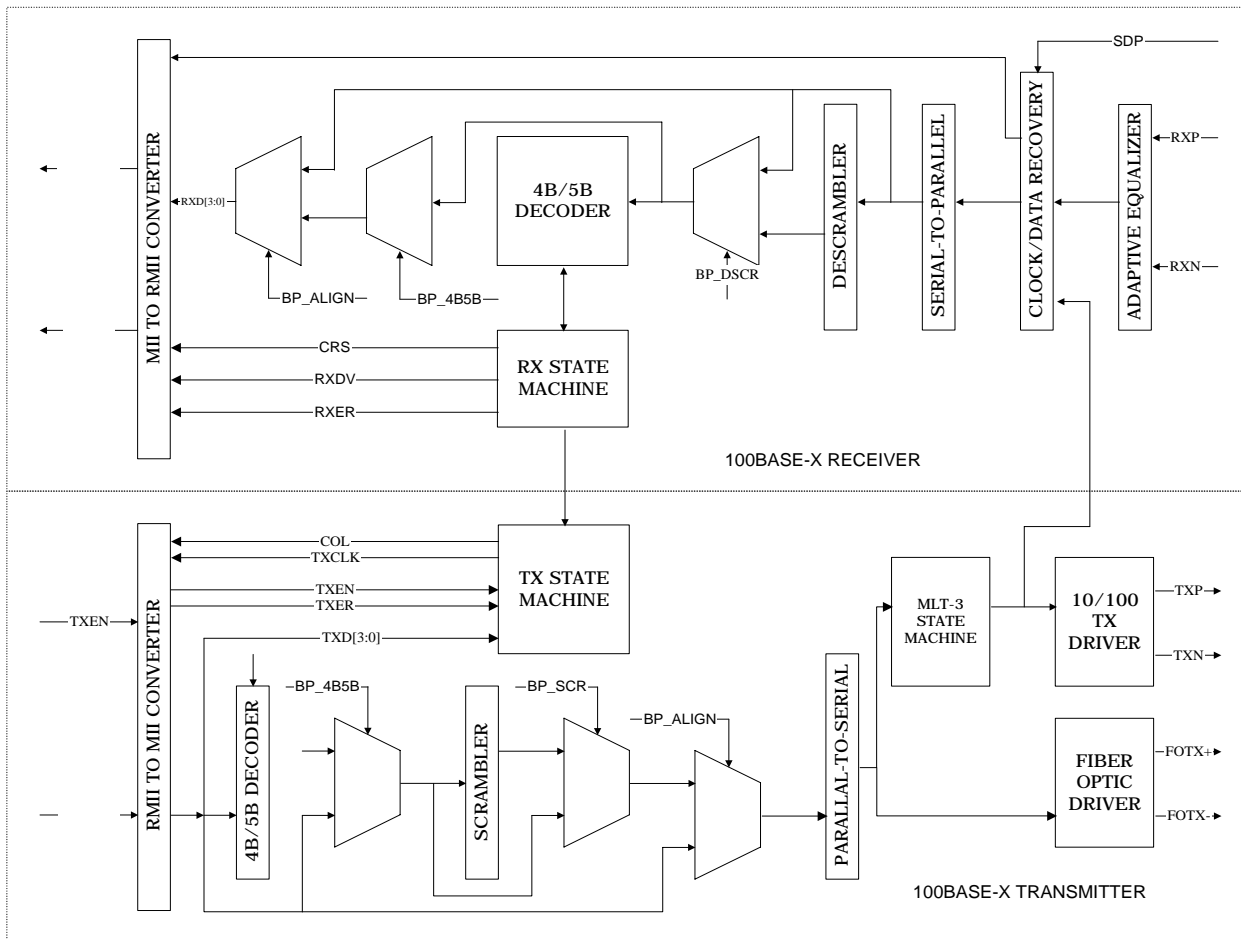 SDP
MII TO RMII CONVERTER
RXD[3:0]
BP_ALIGN
BP_4B5B
4B/5B
DECODER
BP_DSCR
DESCRAMBLER
SERIAL-TO-PARALLEL
CLOCK/DATA RECOVERY
ADAPTIVE EQUALIZER
RXP
RXN
CRS
RXDV
RXER
RX STATE
MACHINE
100BASE-X RECEIVER
RMII TO MII CONVERTER
TXEN
COL
TXCLK
TXEN
TXER
TXD[3:0]
TX STATE
MACHINE
4B/5B DECODER
BP_4B5B
SCRAMBLER
BP_SCR
BP_ALIGN
PARALLAL-TO-SERIAL
MLT-3
STATE
MACHINE
10/100
TX
DRIVER
TXP
TXN
FIBER
OPTIC
DRIVER
FOTX+
FOTX-
100BASE-X TRANSMITTER